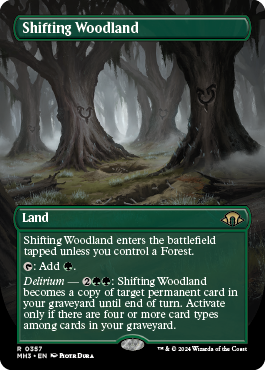 Shifting Woodland
Land
Shifting Woodland enters the battlefield
tapped unless you control a Forest.
: Add .
Delirium — 2: Shifting Woodland
becomes a copy of target permanent card in
your graveyard until end of turn. Activate
only if there are four or more card types
among cards in your graveyard.
R 0357
MH3 • EN Piotr Dura
™ & © 2024 Wizards of the Coast